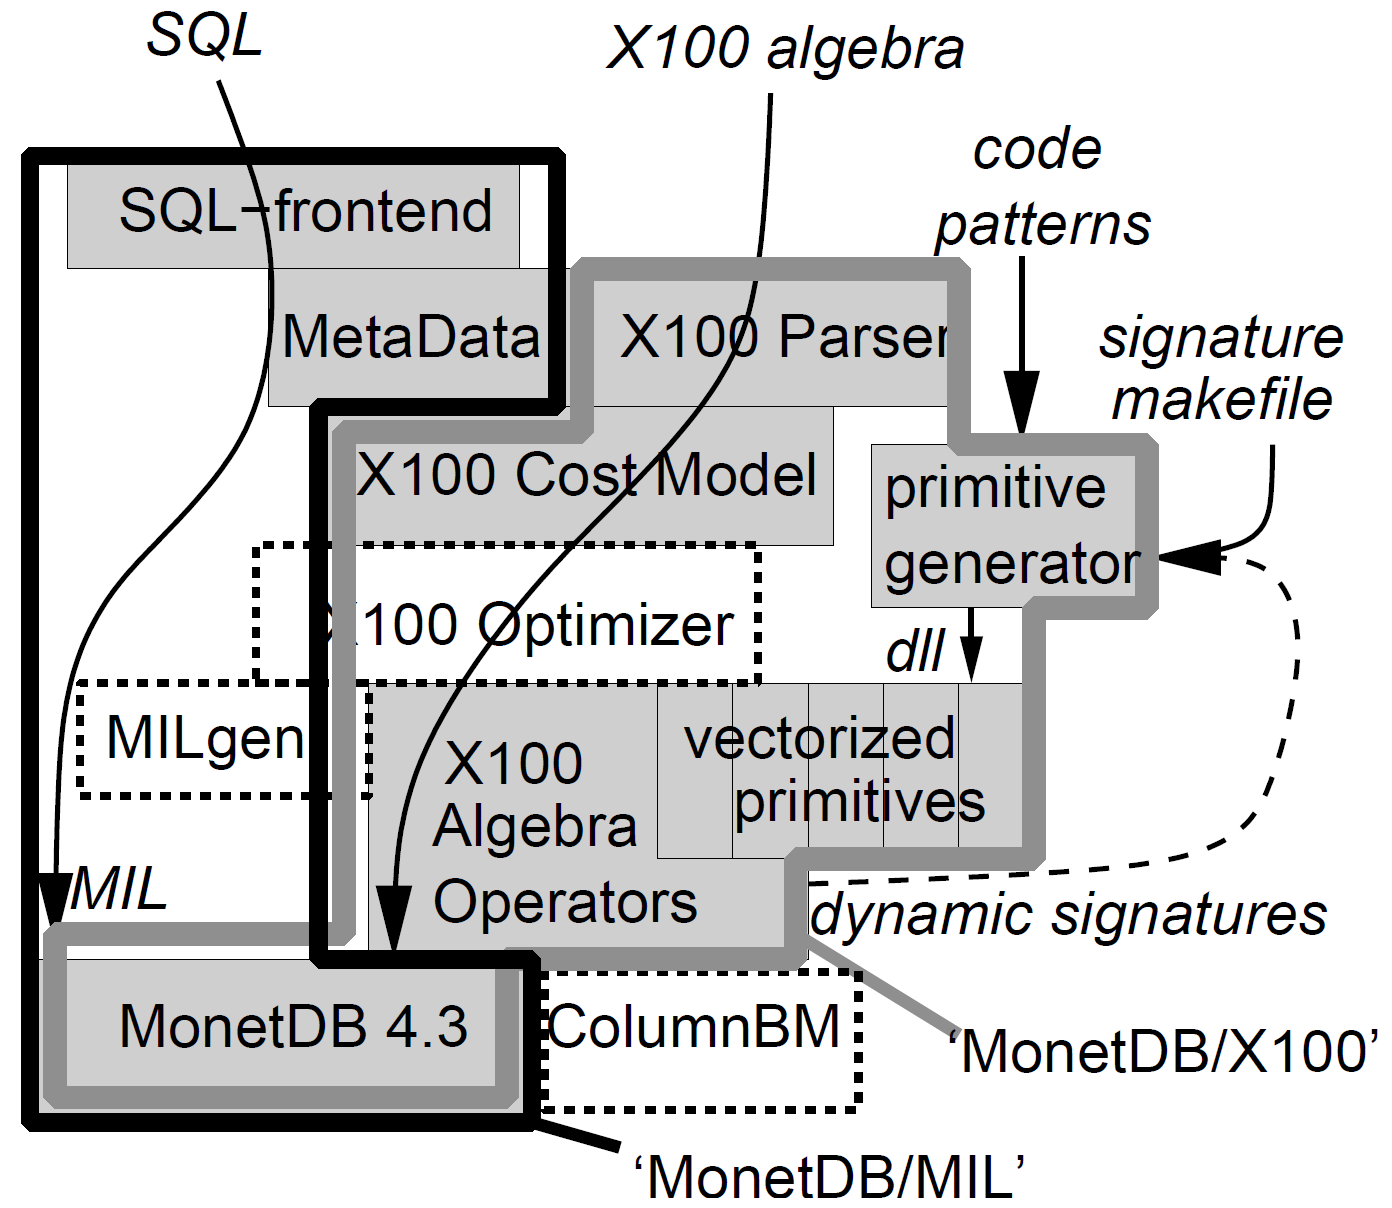 SQL
X100 algebra
code
patterns
SQL−frontend
MetaData
X100 Parser
signature
makefile
X100 Cost Model
primitive
generator
X100 Optimizer
dll
MILgen
X100
Algebra
Operators
vectorized
primitives
MIL
dynamic signatures
MonetDB 4.3
ColumnBM
‘MonetDB/X100’
‘MonetDB/MIL’